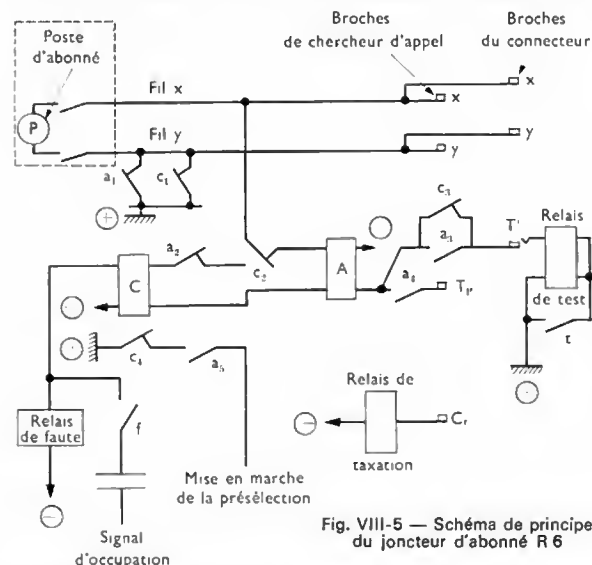 Poste
d'abonné
P
Broches
de chercheur d'appel
Broches
du connecteur
Fil x
x
x
Fil y
y
y
a1
c1
+
a2
C
c2
A
−
c3
a3
a4
T'
T1'
Relais
de test
t
−
+
c4
a5
Relais
de faute
f
−
Relais de
taxation
−
Cr
Mise en marche
de la présélection
Signal
d'occupation
Fig. VIII-5 — Schéma de principe
du joncteur d'abonné R 6